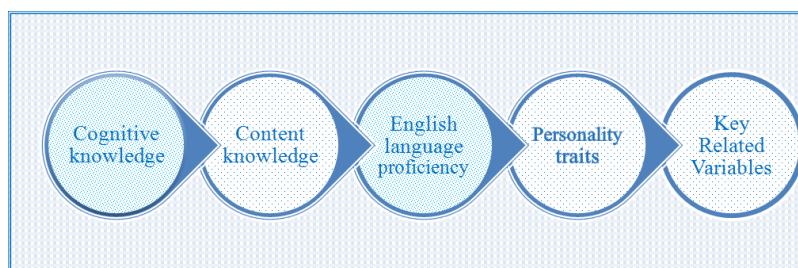 Cognitive
knowledge
Content
knowledge
English
language
proficiency
Personality
traits
Key
Related
Variables